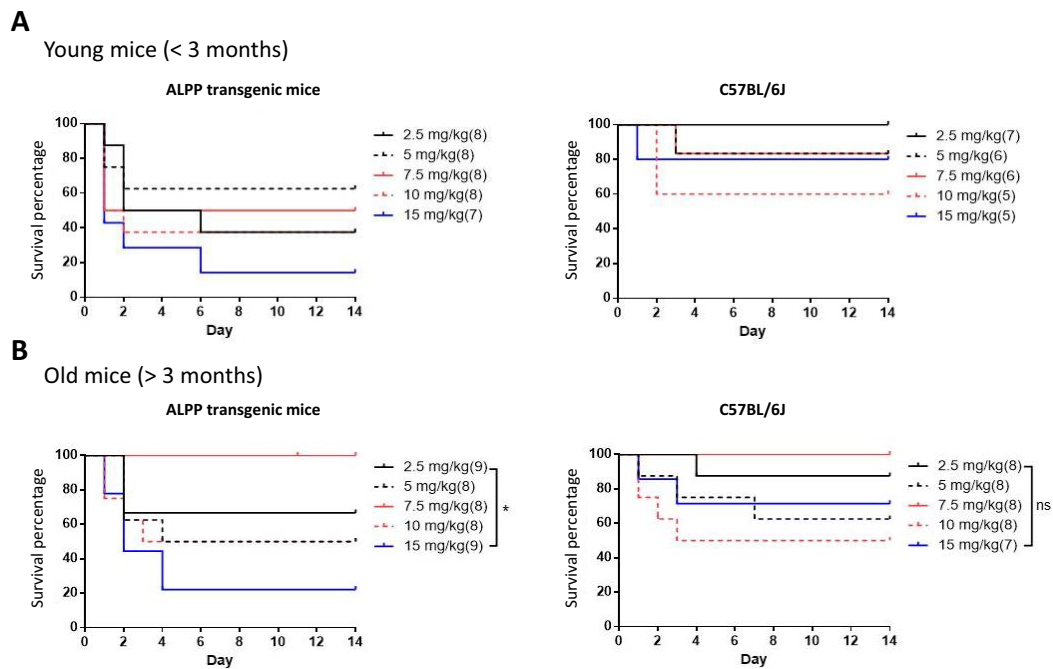 A
Young mice (< 3 months)
ALPP transgenic mice
Survival percentage
100
80
60
40
20
0
0 2 4 6 8 10 12 14
Day
2.5 mg/kg(8)
5 mg/kg(8)
7.5 mg/kg(8)
10 mg/kg(8)
15 mg/kg(7)
C57BL/6J
Survival percentage
100
80
60
40
20
0
0 2 4 6 8 10 12 14
Day
2.5 mg/kg(7)
5 mg/kg(6)
7.5 mg/kg(6)
10 mg/kg(5)
15 mg/kg(5)
B
Old mice (> 3 months)
ALPP transgenic mice
Survival percentage
100
80
60
40
20
0
0 2 4 6 8 10 12 14
Day
2.5 mg/kg(9)
5 mg/kg(8)
7.5 mg/kg(8)
10 mg/kg(8)
15 mg/kg(9)
*
C57BL/6J
Survival percentage
100
80
60
40
20
0
0 2 4 6 8 10 12 14
Day
2.5 mg/kg(8)
5 mg/kg(8)
7.5 mg/kg(8)
10 mg/kg(8)
15 mg/kg(7)
ns